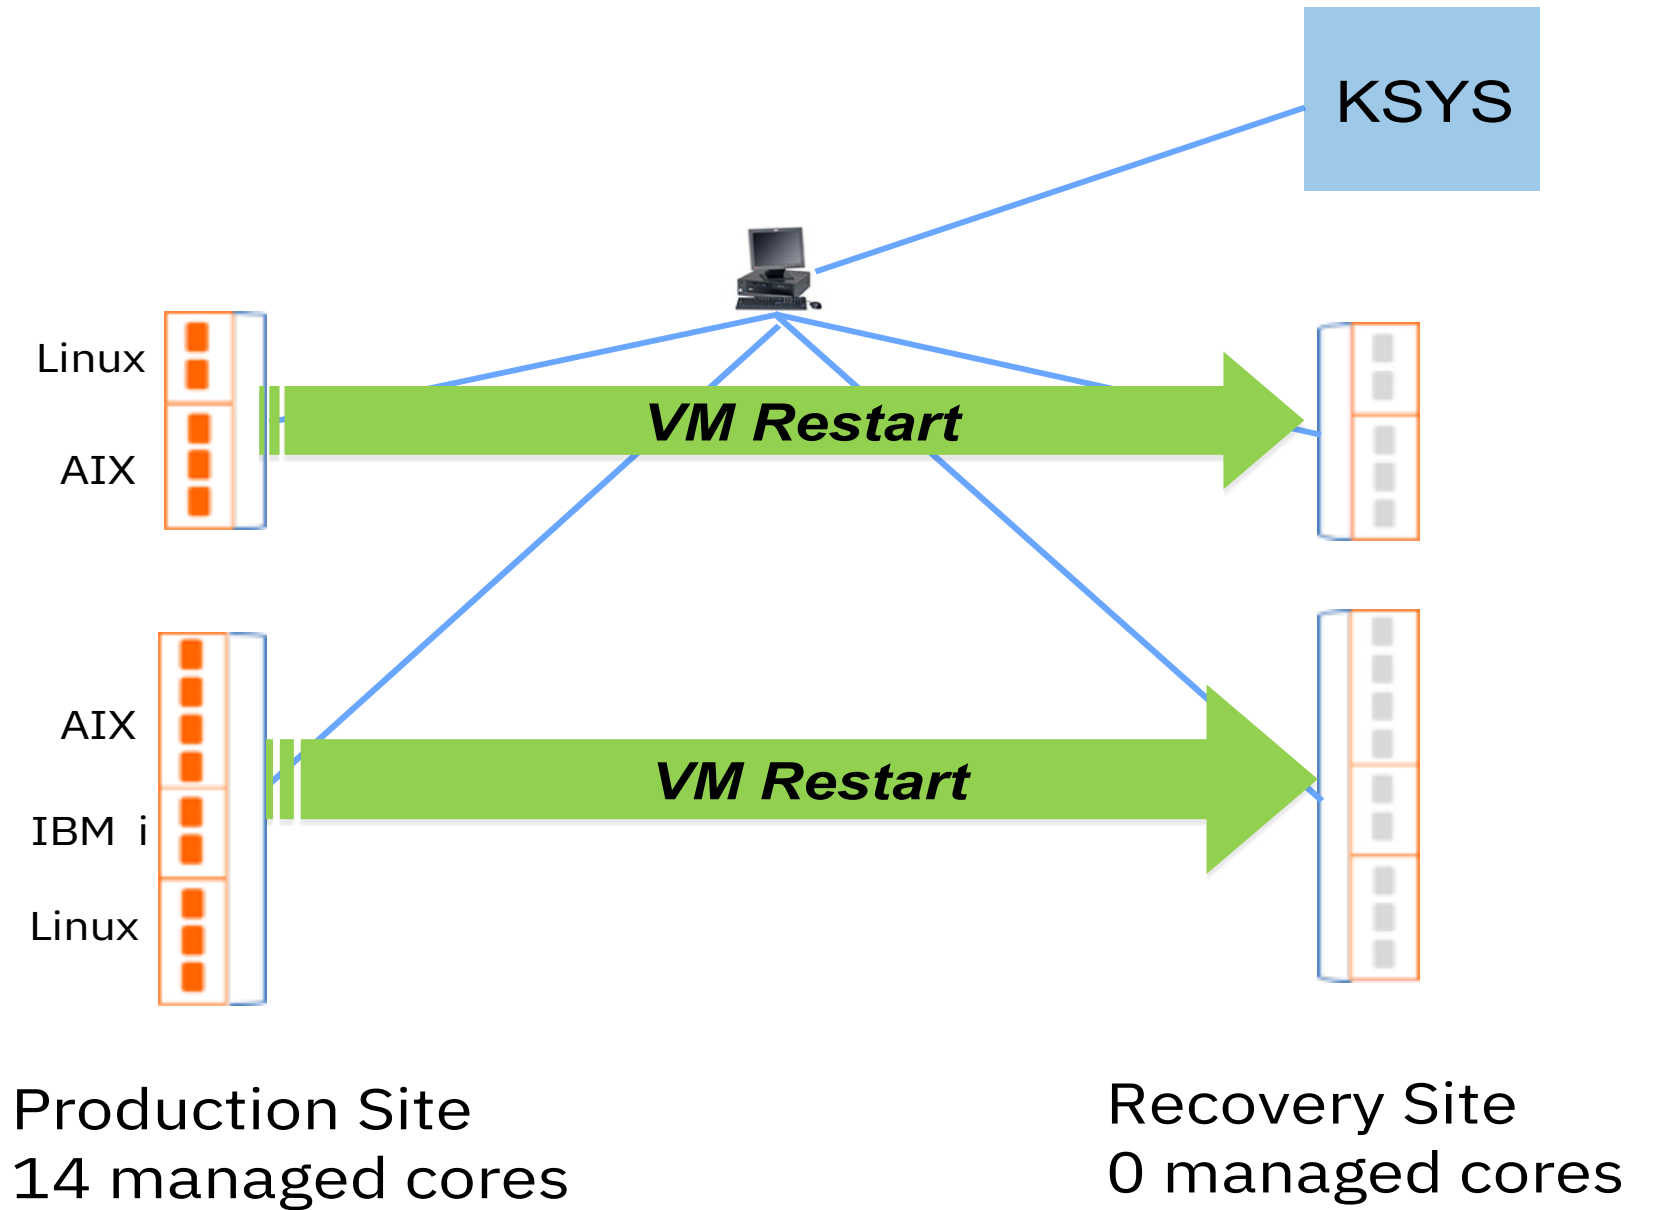 KSYS
Linux
VM Restart
AIX
AIX
VM Restart
IBM i
Linux
Production Site
14 managed cores
Recovery Site
0 managed cores